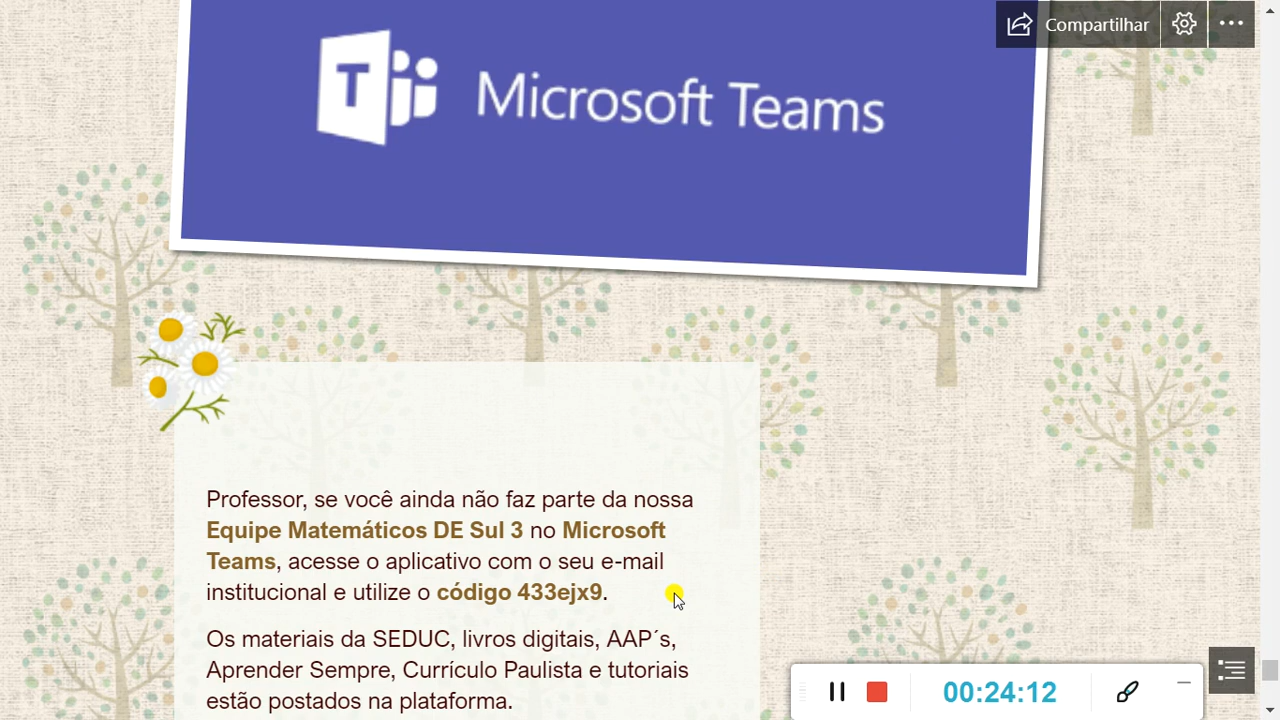 Compartilhar
T
Microsoft Teams
Professor, se você ainda não faz parte da nossa
Equipe Matemáticos DE Sul 3 no Microsoft
Teams, acesse o aplicativo com o seu e-mail
institucional e utilize o código 433ejx9.
Os materiais da SEDUC, livros digitais, AAP´s,
Aprender Sempre, Currículo Paulista e tutoriais
estão postados na plataforma.
00:24:12